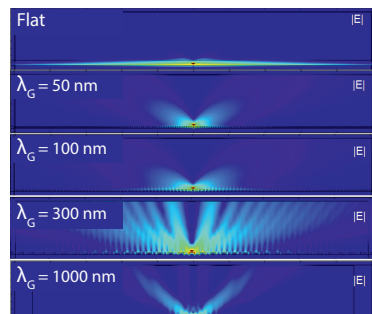 Flat |E|
λG = 50 nm |E|
λG = 100 nm |E|
λG = 300 nm |E|
λG = 1000 nm |E|